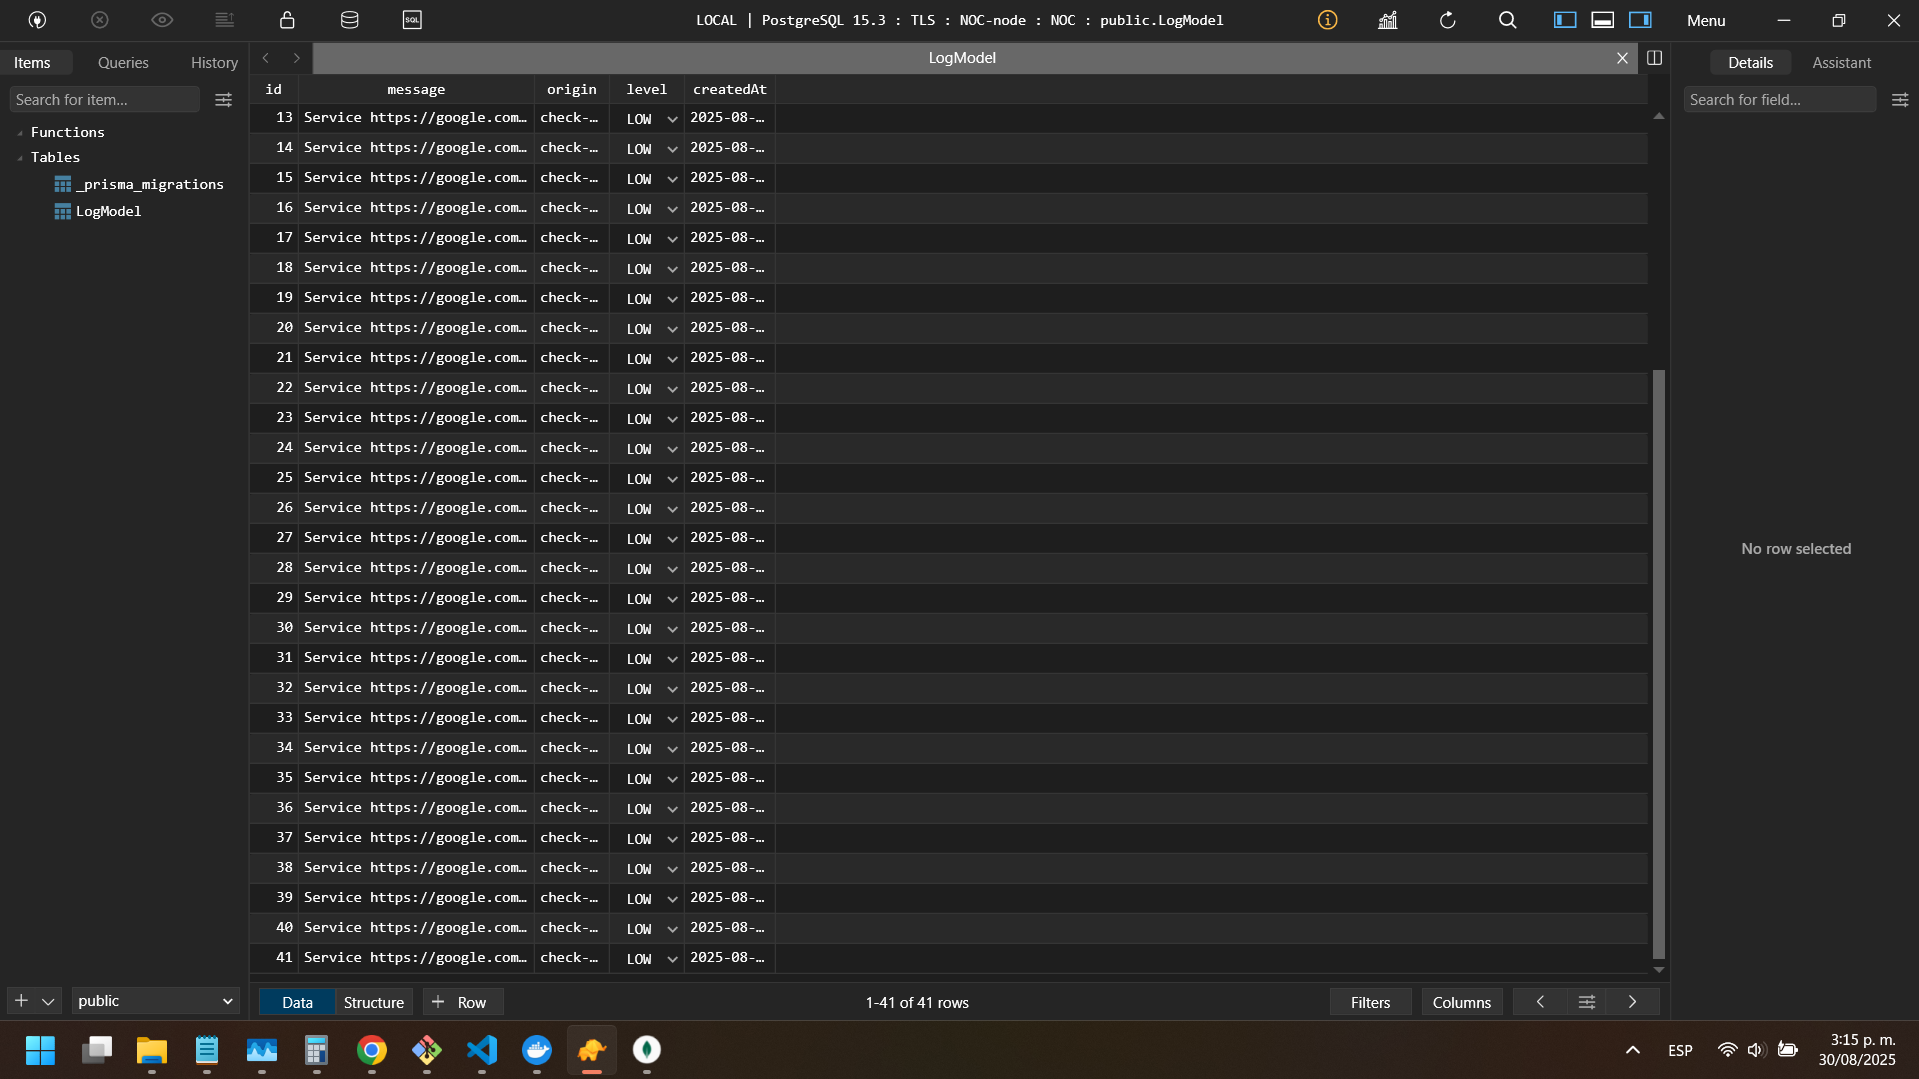 SQL
LOCAL | PostgreSQL 15.3 : TLS : NOC-node : NOC : public.LogModel
Menu
Items Queries History
LogModel
Details Assistant
Search for item...
Search for field...
Functions
Tables
_prisma_migrations
LogModel
id message origin level createdAt
13 Service https://google.com… check-… LOW 2025-08-…
14 Service https://google.com… check-… LOW 2025-08-…
15 Service https://google.com… check-… LOW 2025-08-…
16 Service https://google.com… check-… LOW 2025-08-…
17 Service https://google.com… check-… LOW 2025-08-…
18 Service https://google.com… check-… LOW 2025-08-…
19 Service https://google.com… check-… LOW 2025-08-…
20 Service https://google.com… check-… LOW 2025-08-…
21 Service https://google.com… check-… LOW 2025-08-…
22 Service https://google.com… check-… LOW 2025-08-…
23 Service https://google.com… check-… LOW 2025-08-…
24 Service https://google.com… check-… LOW 2025-08-…
25 Service https://google.com… check-… LOW 2025-08-…
26 Service https://google.com… check-… LOW 2025-08-…
27 Service https://google.com… check-… LOW 2025-08-…
28 Service https://google.com… check-… LOW 2025-08-…
29 Service https://google.com… check-… LOW 2025-08-…
30 Service https://google.com… check-… LOW 2025-08-…
31 Service https://google.com… check-… LOW 2025-08-…
32 Service https://google.com… check-… LOW 2025-08-…
33 Service https://google.com… check-… LOW 2025-08-…
34 Service https://google.com… check-… LOW 2025-08-…
35 Service https://google.com… check-… LOW 2025-08-…
36 Service https://google.com… check-… LOW 2025-08-…
37 Service https://google.com… check-… LOW 2025-08-…
38 Service https://google.com… check-… LOW 2025-08-…
39 Service https://google.com… check-… LOW 2025-08-…
40 Service https://google.com… check-… LOW 2025-08-…
41 Service https://google.com… check-… LOW 2025-08-…
No row selected
public
Data Structure + Row
1-41 of 41 rows
Filters Columns
ESP
3:15 p. m.
30/08/2025